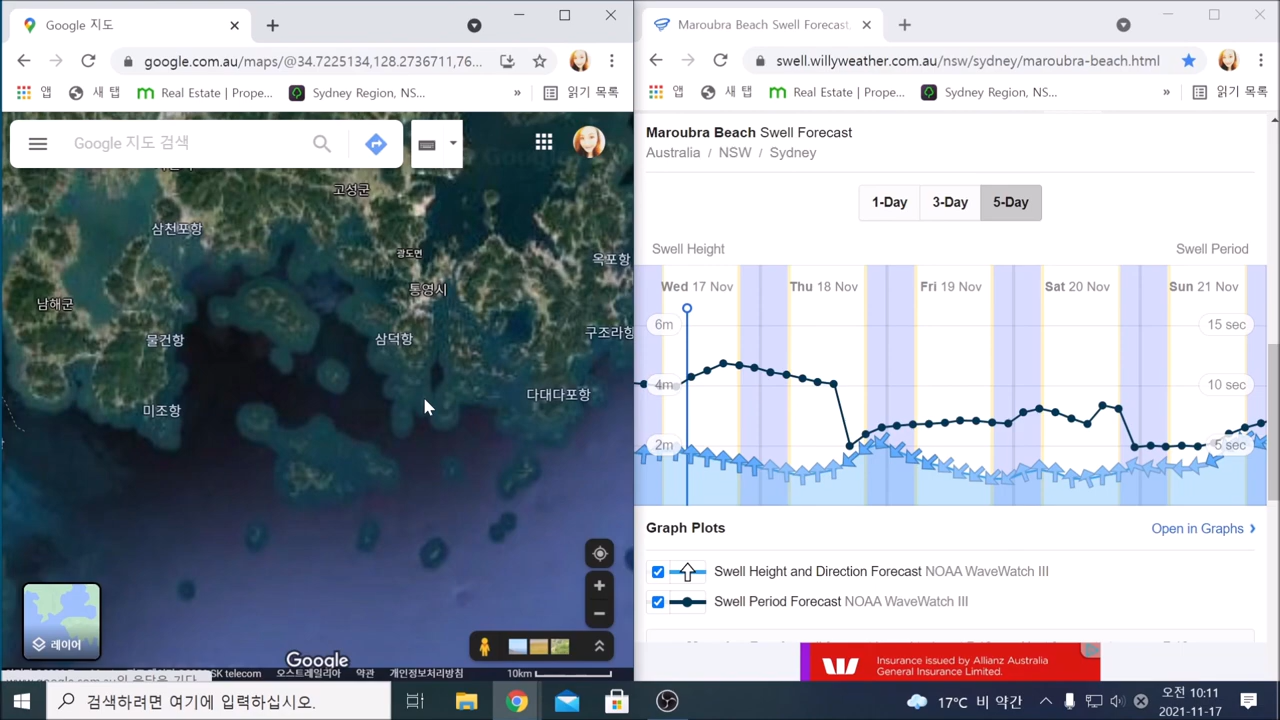 Google 지도
google.com.au/maps/@34.7225134,128.2736711,76...
앱
새 탭
Real Estate | Prope...
Sydney Region, NS...
»
읽기 목록
Google 지도 검색
고성군
삼천포항
광도면
옥포항
통영시
남해군
구조라항
물건항
삼덕항
다대다포항
미조항
레이어
Google
SK telecom
오스트레일리아
약관
개인정보처리방침
10km
Maroubra Beach Swell Forecast
swell.willyweather.com.au/nsw/sydney/maroubra-beach.html
앱
새 탭
Real Estate | Prope...
Sydney Region, NS...
»
읽기 목록
Maroubra Beach Swell Forecast
Australia / NSW / Sydney
1-Day 3-Day 5-Day
Swell Height Swell Period
Wed 17 Nov Thu 18 Nov Fri 19 Nov Sat 20 Nov Sun 21 Nov
6m 15 sec
4m 10 sec
2m 5 sec
Graph Plots Open in Graphs
Swell Height and Direction Forecast NOAA WaveWatch III
Swell Period Forecast NOAA WaveWatch III
Insurance issued by Allianz Australia
General Insurance Limited.
검색하려면 여기에 입력하십시오.
17℃ 비 약간
오전 10:11
2021-11-17